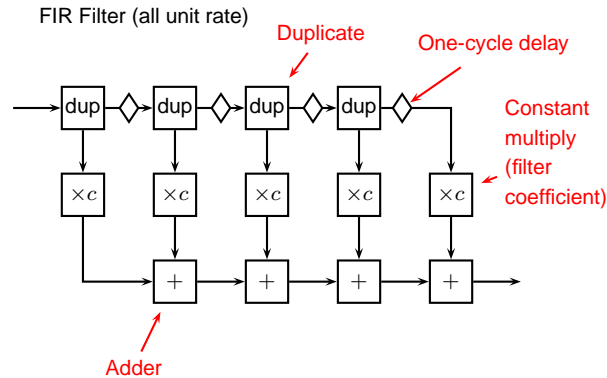 FIR Filter (all unit rate)
Duplicate
One-cycle delay
dup dup dup dup
Constant
multiply
(filter
coefficient)
×c ×c ×c ×c ×c
+ + + +
Adder